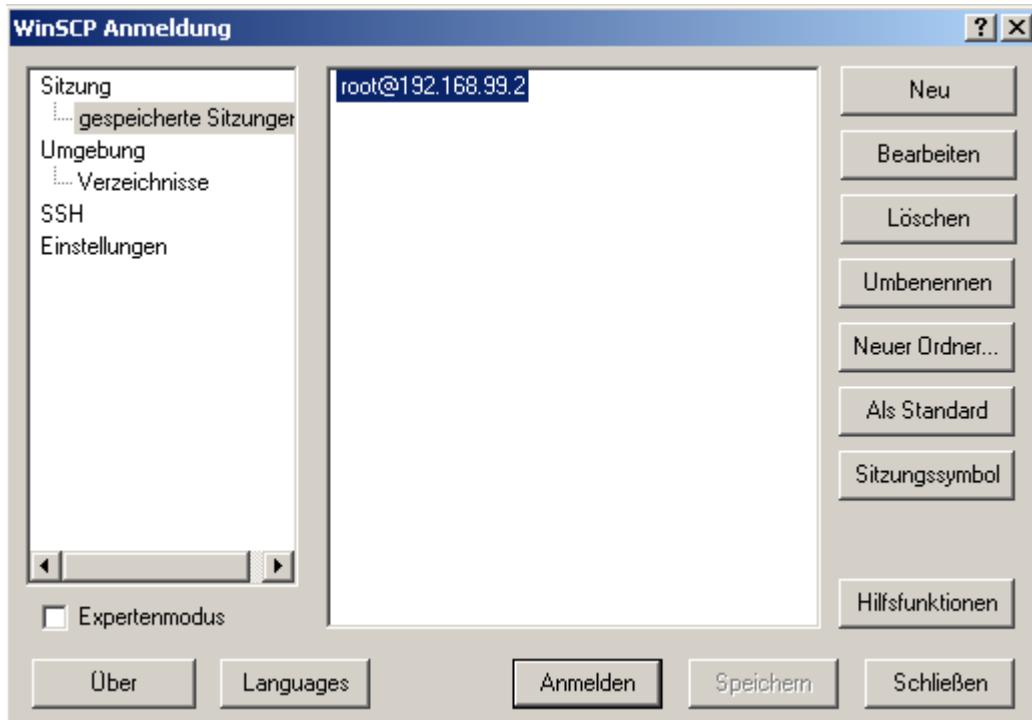 WinSCP Anmeldung
Sitzung
gespeicherte Sitzunger
Umgebung
Verzeichnisse
SSH
Einstellungen
Expertenmodus
root@192.168.99.2
Neu
Bearbeiten
Löschen
Umbenennen
Neuer Ordner...
Als Standard
Sitzungssymbol
Hilfsfunktionen
Über
Languages
Anmelden
Speichern
Schließen